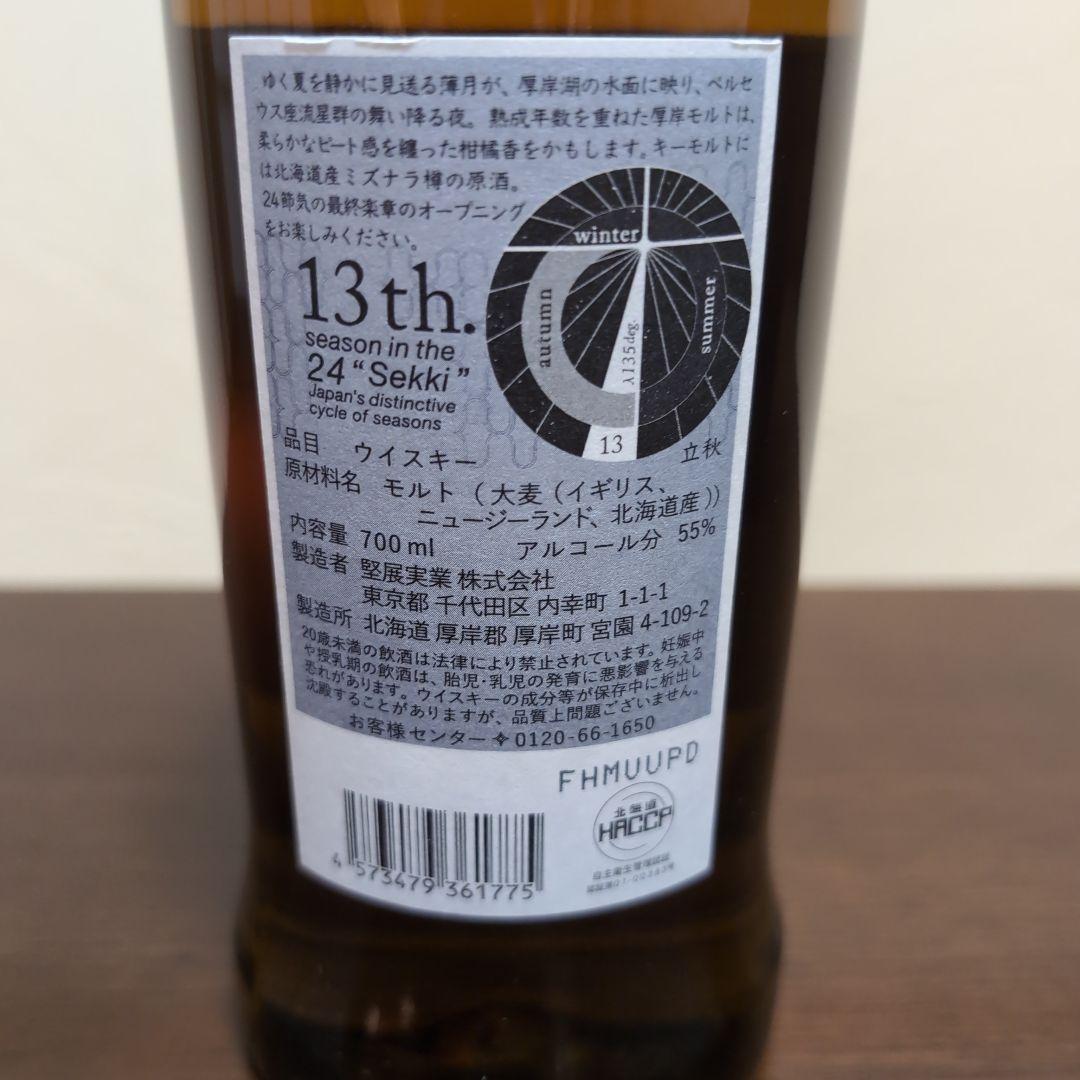 ゆく夏を静かに見送る薄月が、厚岸湖の水面に映り、ペルセ
ウス座流星群の舞い降る夜。熟成年数を重ねた厚岸モルトは、
柔らかなピート感を纏った柑橘香をかもします。キーモルトに
は北海道産ミズナラ樽の原酒。
24節気の最終楽章のオープニング
をお楽しみください。
winter
summer
autumn
λ135deg.
13
立秋
13th.
season in the
24 “Sekki”
Japan's distinctive
cycle of seasons
品目 ウイスキー
原材料名 モルト（大麦（イギリス、
ニュージーランド、北海道産））
内容量 700ml アルコール分 55%
製造者 堅展実業 株式会社
東京都 千代田区 内幸町 1-1-1
製造所 北海道 厚岸郡 厚岸町 宮園 4-109-2
20歳未満の飲酒は法律により禁止されています。妊娠中
や授乳期の飲酒は、胎児・乳児の発育に悪影響を与える
恐れがあります。ウイスキーの成分等が保存中に析出し
沈殿することがありますが、品質上問題ございません。
お客様センター✧0120-66-1650
FHMUUPD
北海道
HACCP
自主衛生管理認証
4 573479 361775